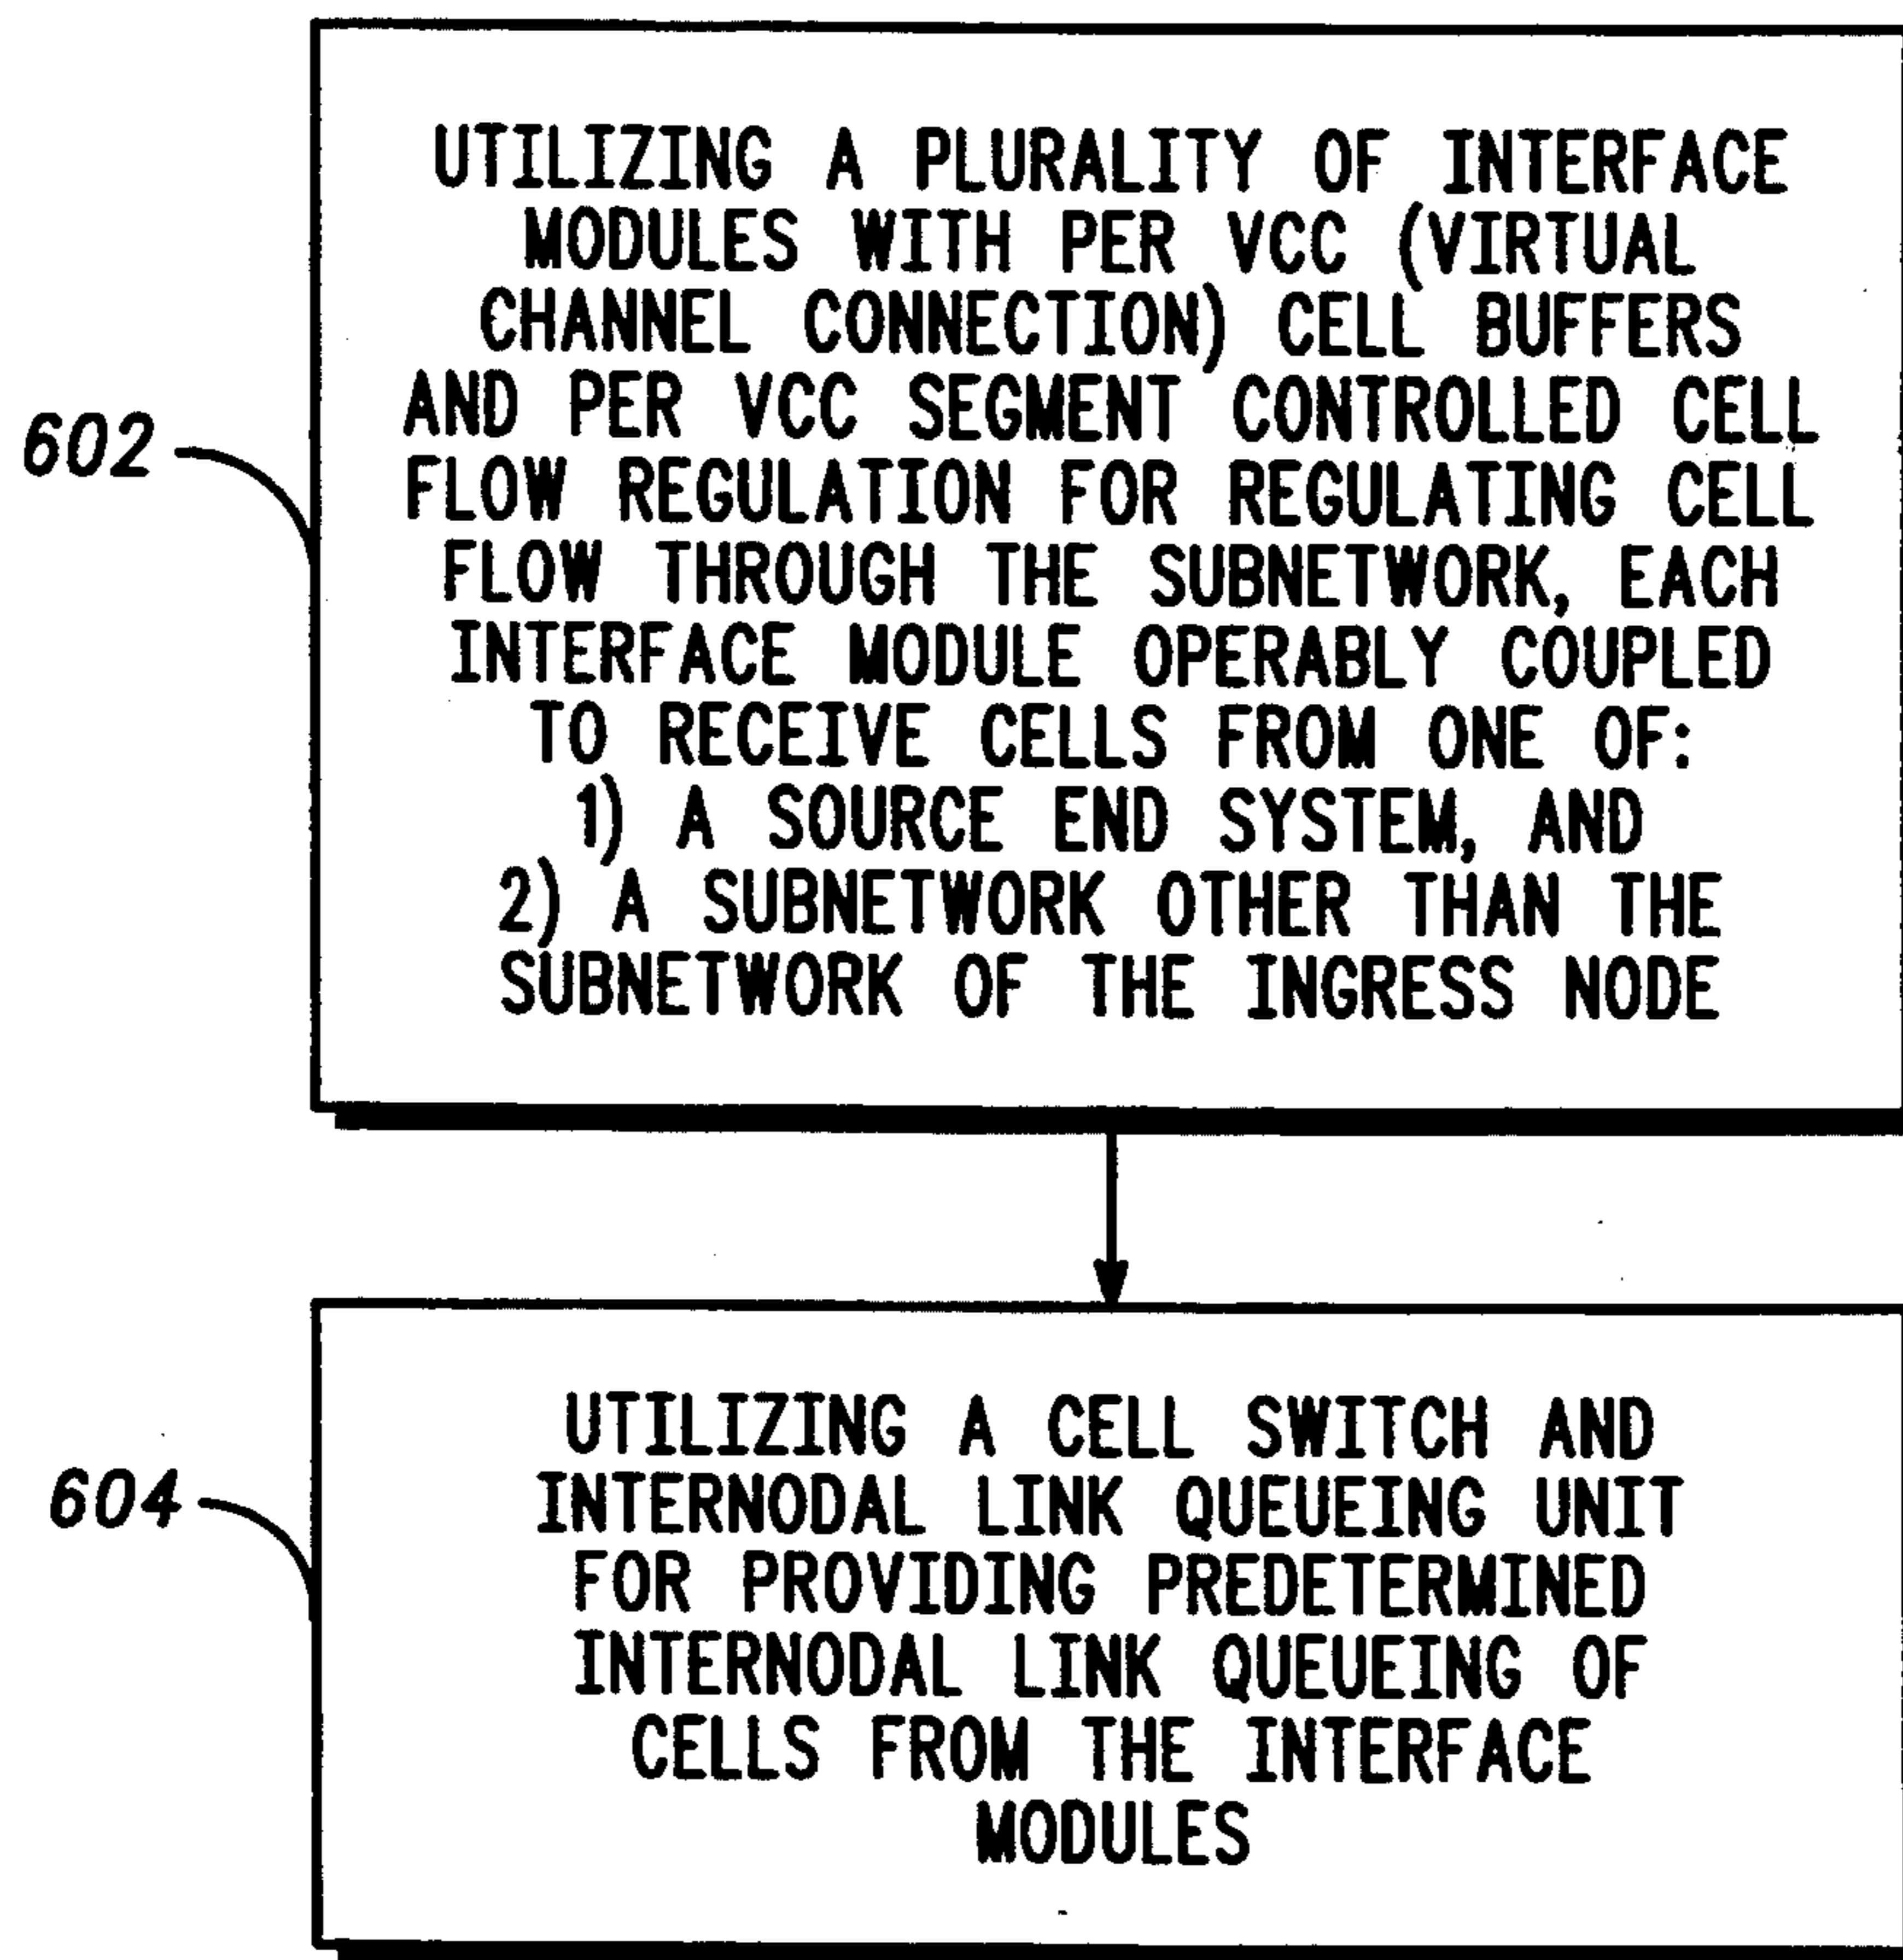 UTILIZING A PLURALITY OF INTERFACE
MODULES WITH PER VCC (VIRTUAL
CHANNEL CONNECTION) CELL BUFFERS
AND PER VCC SEGMENT CONTROLLED CELL
602
FLOW REGULATION FOR REGULATING CELL
FLOW THROUGH THE SUBNETWORK, EACH
INTERFACE MODULE OPERABLY COUPLED
TO RECEIVE CELLS FROM ONE OF:
1) A SOURCE END SYSTEM, AND
2) A SUBNETWORK OTHER THAN THE
SUBNETWORK OF THE INGRESS NODE
UTILIZING A CELL SWITCH AND
604
INTERNODAL LINK QUEUEING UNIT
FOR PROVIDING PREDETERMINED
INTERNODAL LINK QUEUEING OF
CELLS FROM THE INTERFACE
MODULES